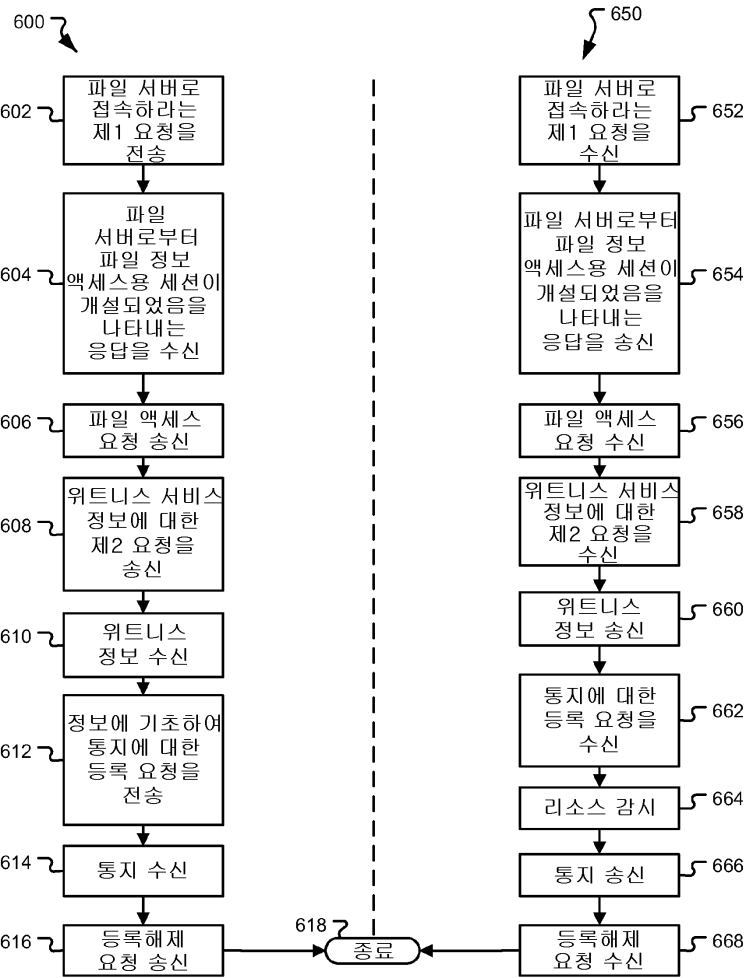 600
602
파일 서버로
접속하라는
제1 요청을
전송
604
파일
서버로부터
파일 정보
액세스용 세션이
개설되었음을
나타내는
응답을 수신
606
파일 액세스
요청 송신
608
위트니스 서비스
정보에 대한
제2 요청을
송신
610
위트니스
정보 수신
612
정보에 기초하여
통지에 대한
등록 요청을
전송
614
통지 수신
616
등록해제
요청 송신
618
종료
650
파일 서버로
접속하라는
제1 요청을
수신
652
파일 서버로부터
파일 정보
액세스용 세션이
개설되었음을
나타내는
응답을 송신
654
파일 액세스
요청 수신
656
위트니스 서비스
정보에 대한
제2 요청을
수신
658
위트니스
정보 송신
660
통지에 대한
등록 요청을
수신
662
리소스 감시
664
통지 송신
666
등록해제
요청 수신
668